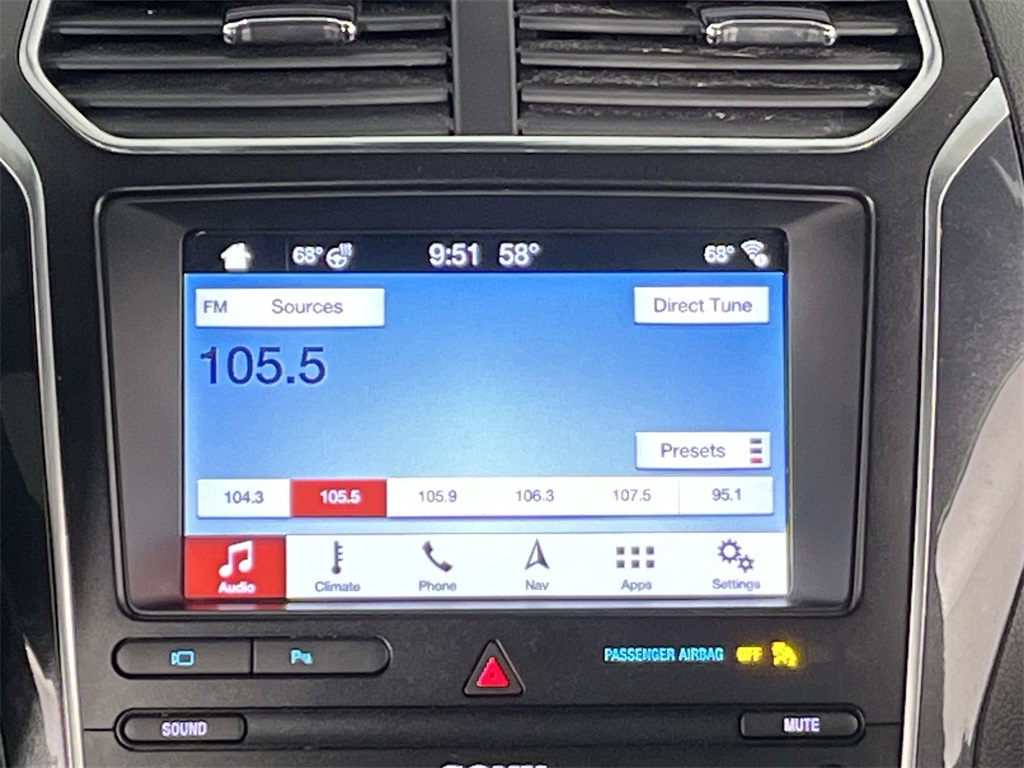 68° 9:51 58° 68°
FM Sources Direct Tune
105.5
Presets
104.3 105.5 105.9 106.3 107.5 95.1
Audio Climate Phone Nav Apps Settings
P PASSENGER AIRBAG OFF
SOUND MUTE
SONY